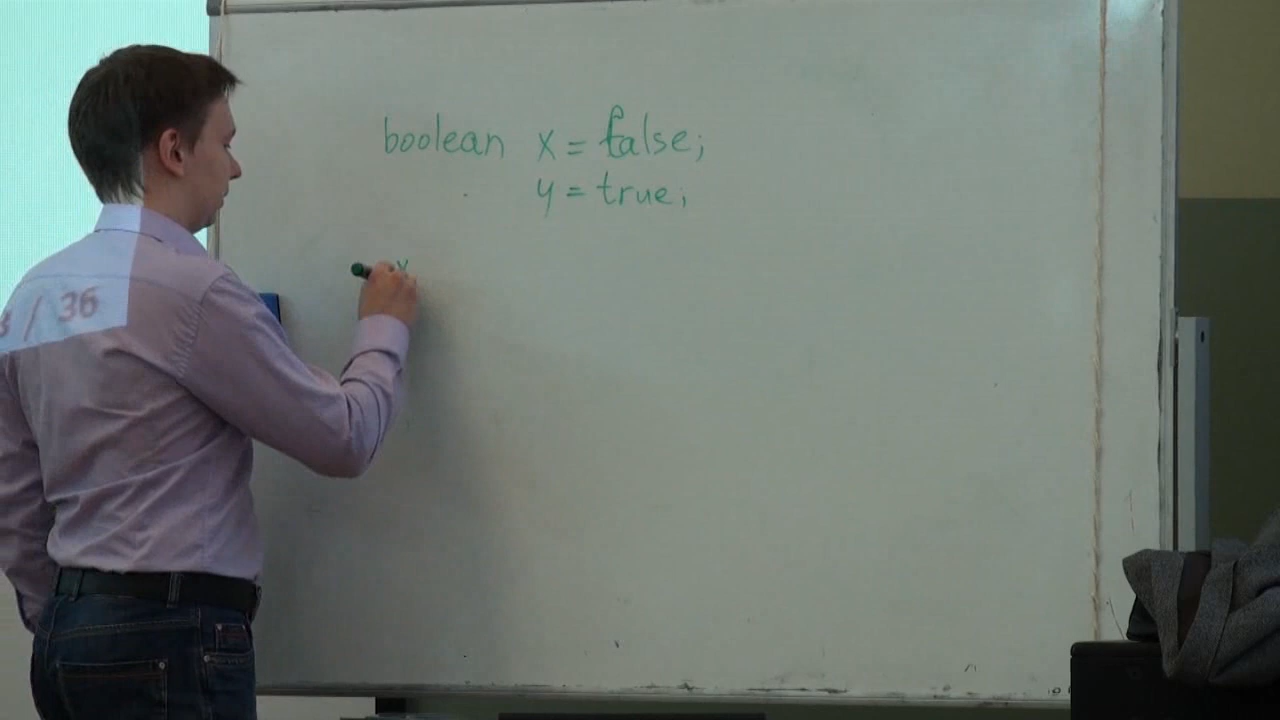 boolean x = false;
y = true;
x
/ 36